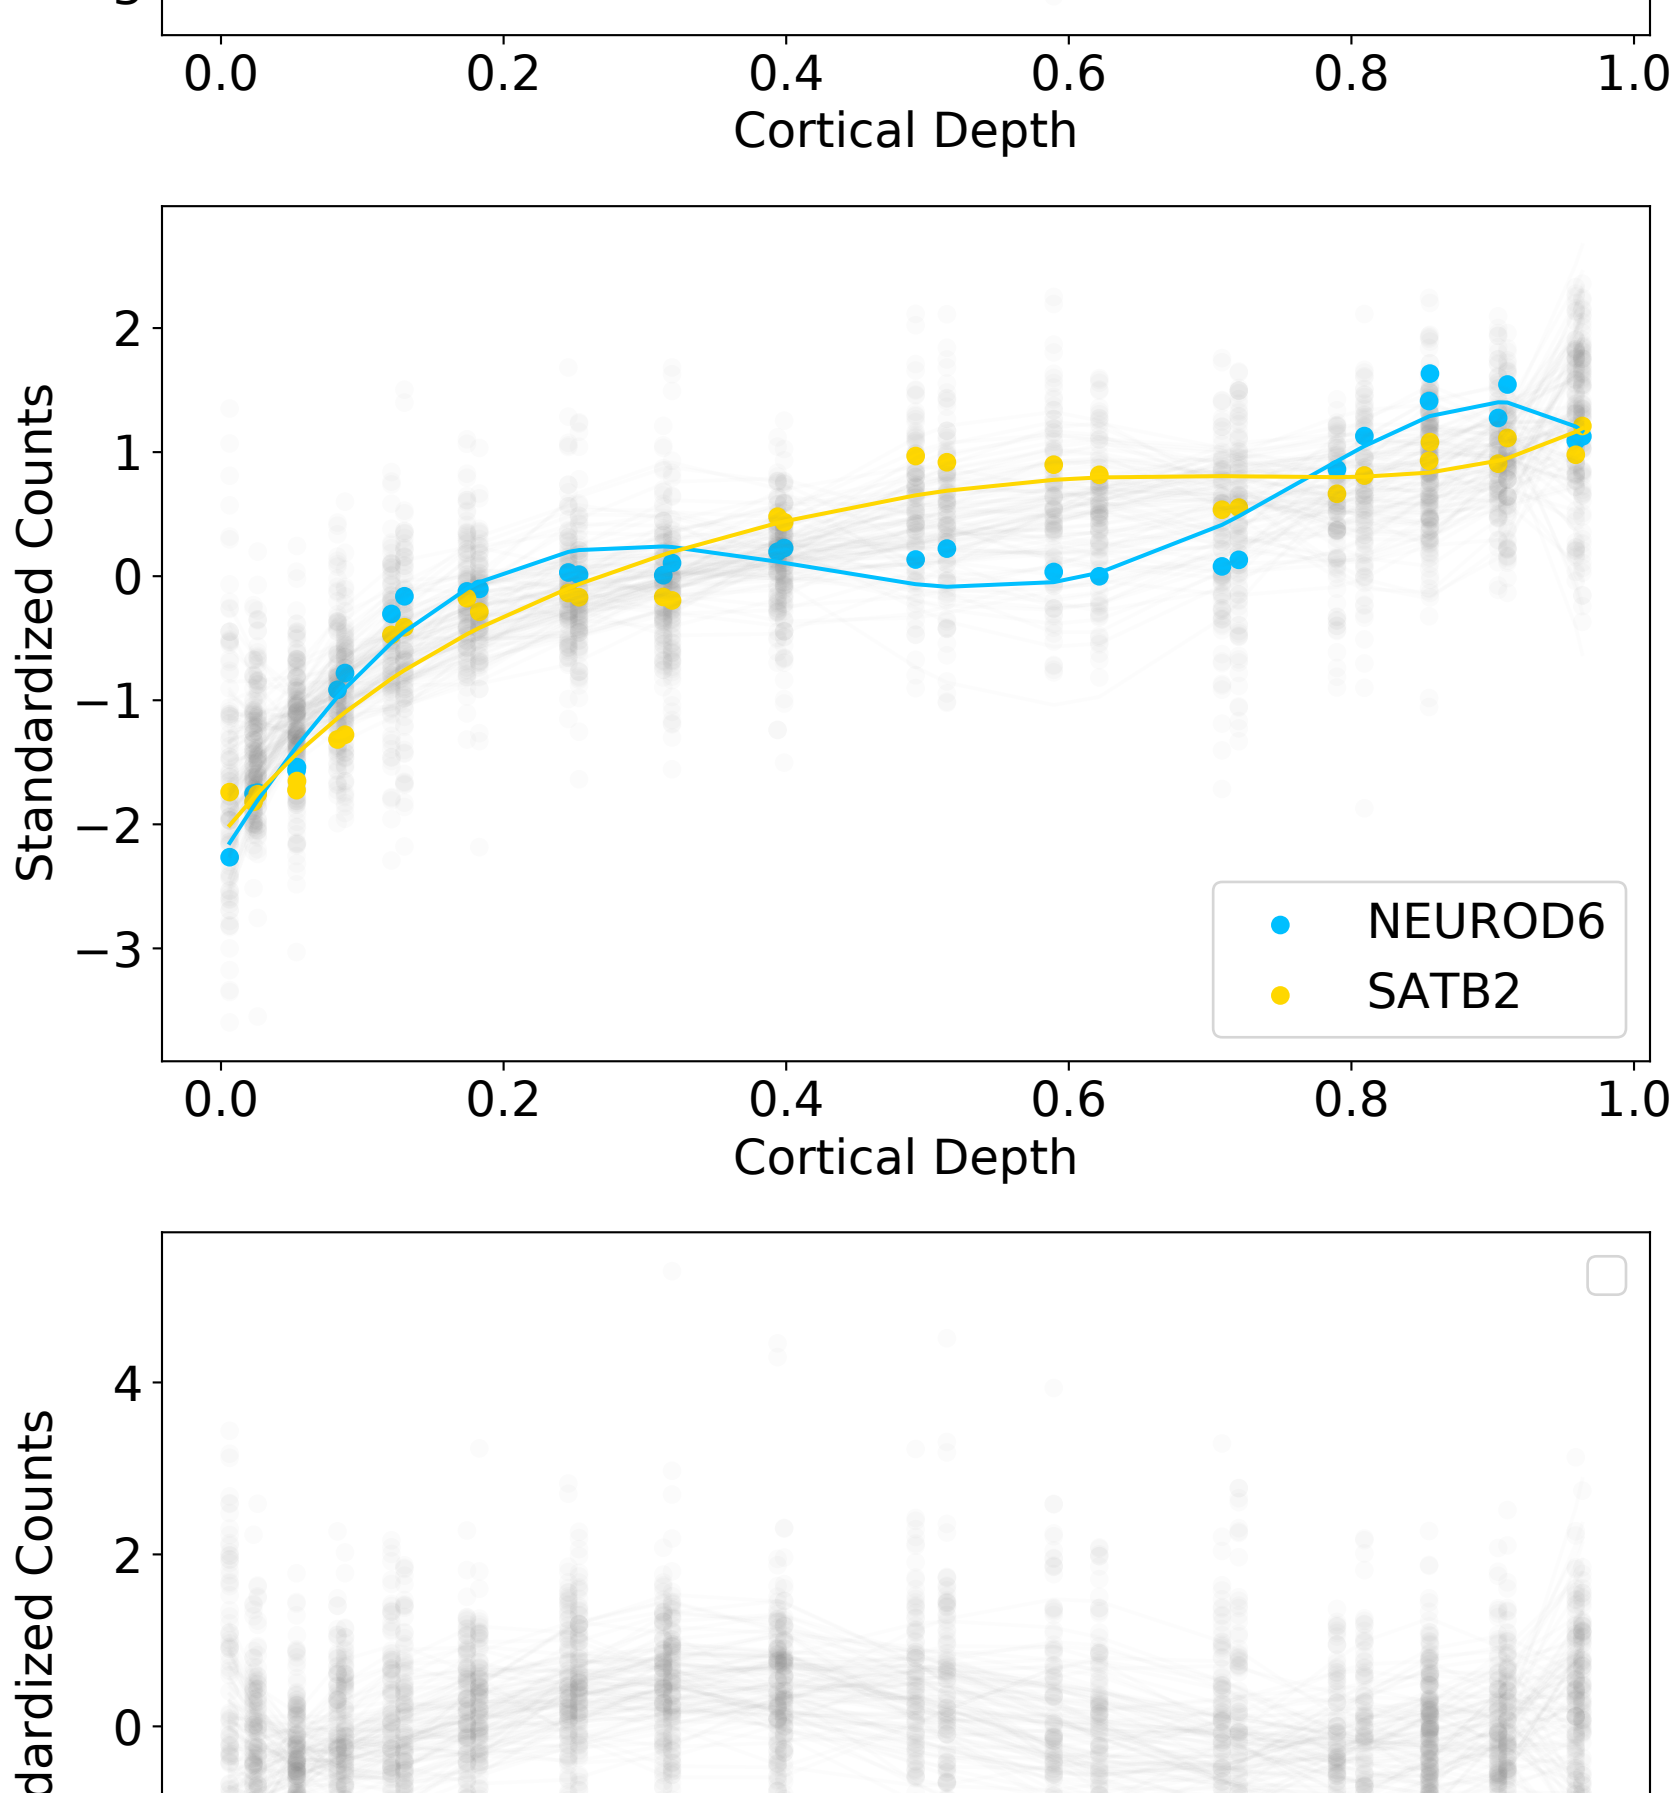 0.0 0.2 0.4 0.6 0.8 1.0
Cortical Depth
2
1
0
−1
−2
−3
Standardized Counts
NEUROD6
SATB2
0.0 0.2 0.4 0.6 0.8 1.0
Cortical Depth
4
2
0
dardized Counts